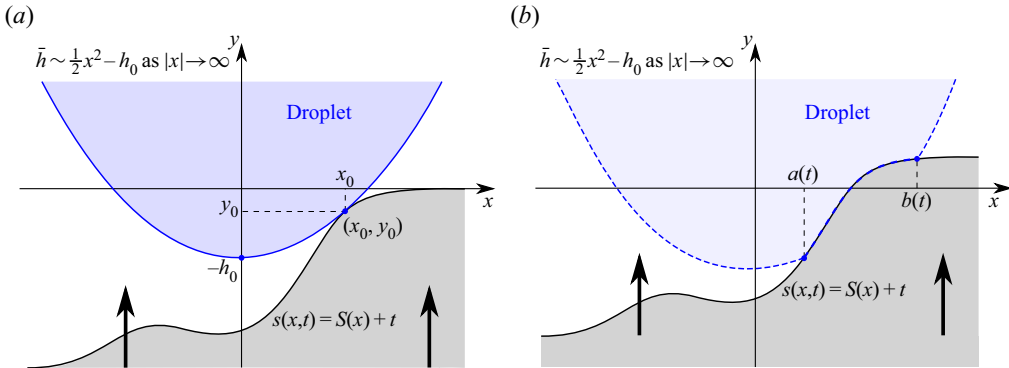 (a)
h̄ ~ ½x² – h₀ as |x| → ∞
y
Droplet
x₀
x
y₀
(x₀, y₀)
–h₀
s(x,t) = S(x) + t
(b)
h̄ ~ ½x² – h₀ as |x| → ∞
y
Droplet
a(t)
x
b(t)
s(x,t) = S(x) + t